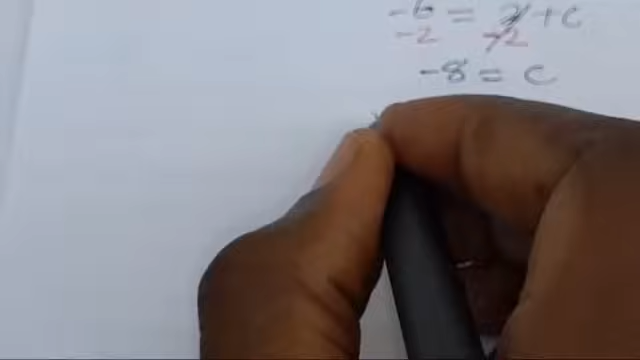 -6 = 2 + c
-2 -2
-8 = c